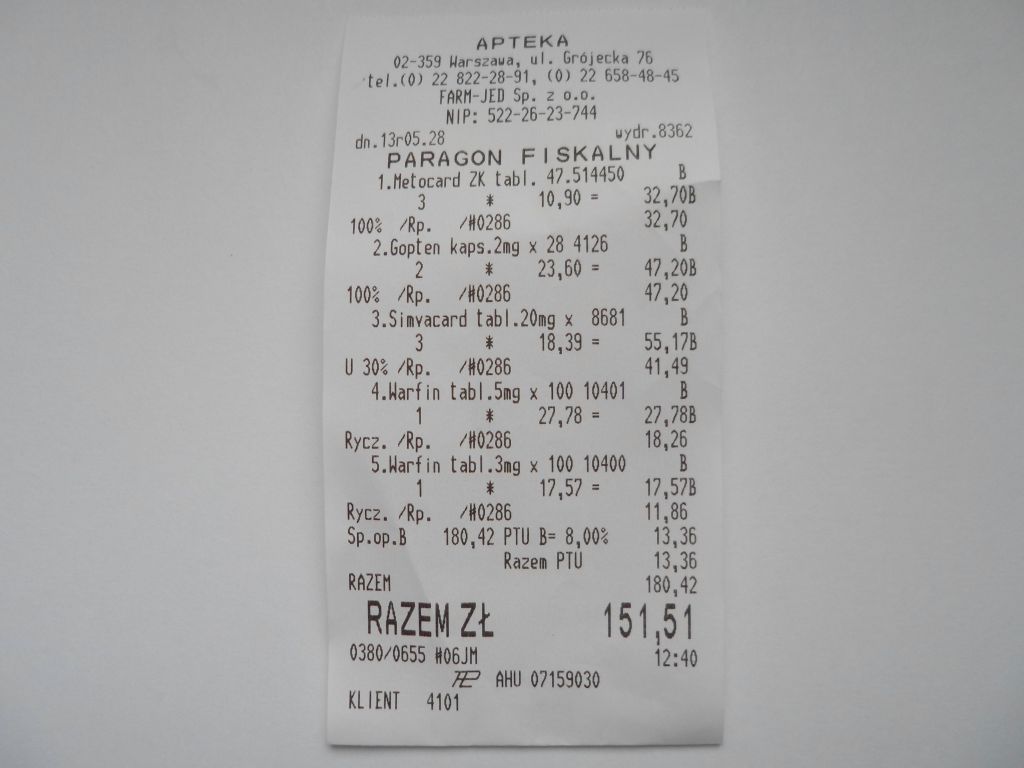 APTEKA
02-359 Warszawa, ul. Grójecka 76
tel.(0) 22 822-28-91, (0) 22 658-48-45
FARM-JED Sp. z o.o.
NIP: 522-26-23-744
dn.13r05.28 wydr.8362
PARAGON FISKALNY
1.Metocard ZK tabl. 47.514450 B
3 * 10,90 = 32,70B
100% /Rp. /#0286 32,70
2.Gopten kaps.2mg x 28 4126 B
2 * 23,60 = 47,20B
100% /Rp. /#0286 47,20
3.Simvacard tabl.20mg x 8681 B
3 * 18,39 = 55,17B
U 30% /Rp. /#0286 41,49
4.Warfin tabl.5mg x 100 10401 B
1 * 27,78 = 27,78B
Rycz. /Rp. /#0286 18,26
5.Warfin tabl.3mg x 100 10400 B
1 * 17,57 = 17,57B
Rycz. /Rp. /#0286 11,86
Sp.op.B 180,42 PTU B= 8,00% 13,36
Razem PTU 13,36
RAZEM 180,42
RAZEM ZŁ 151,51
0380/0655 #06JM 12:40
AHU 07159030
KLIENT 4101